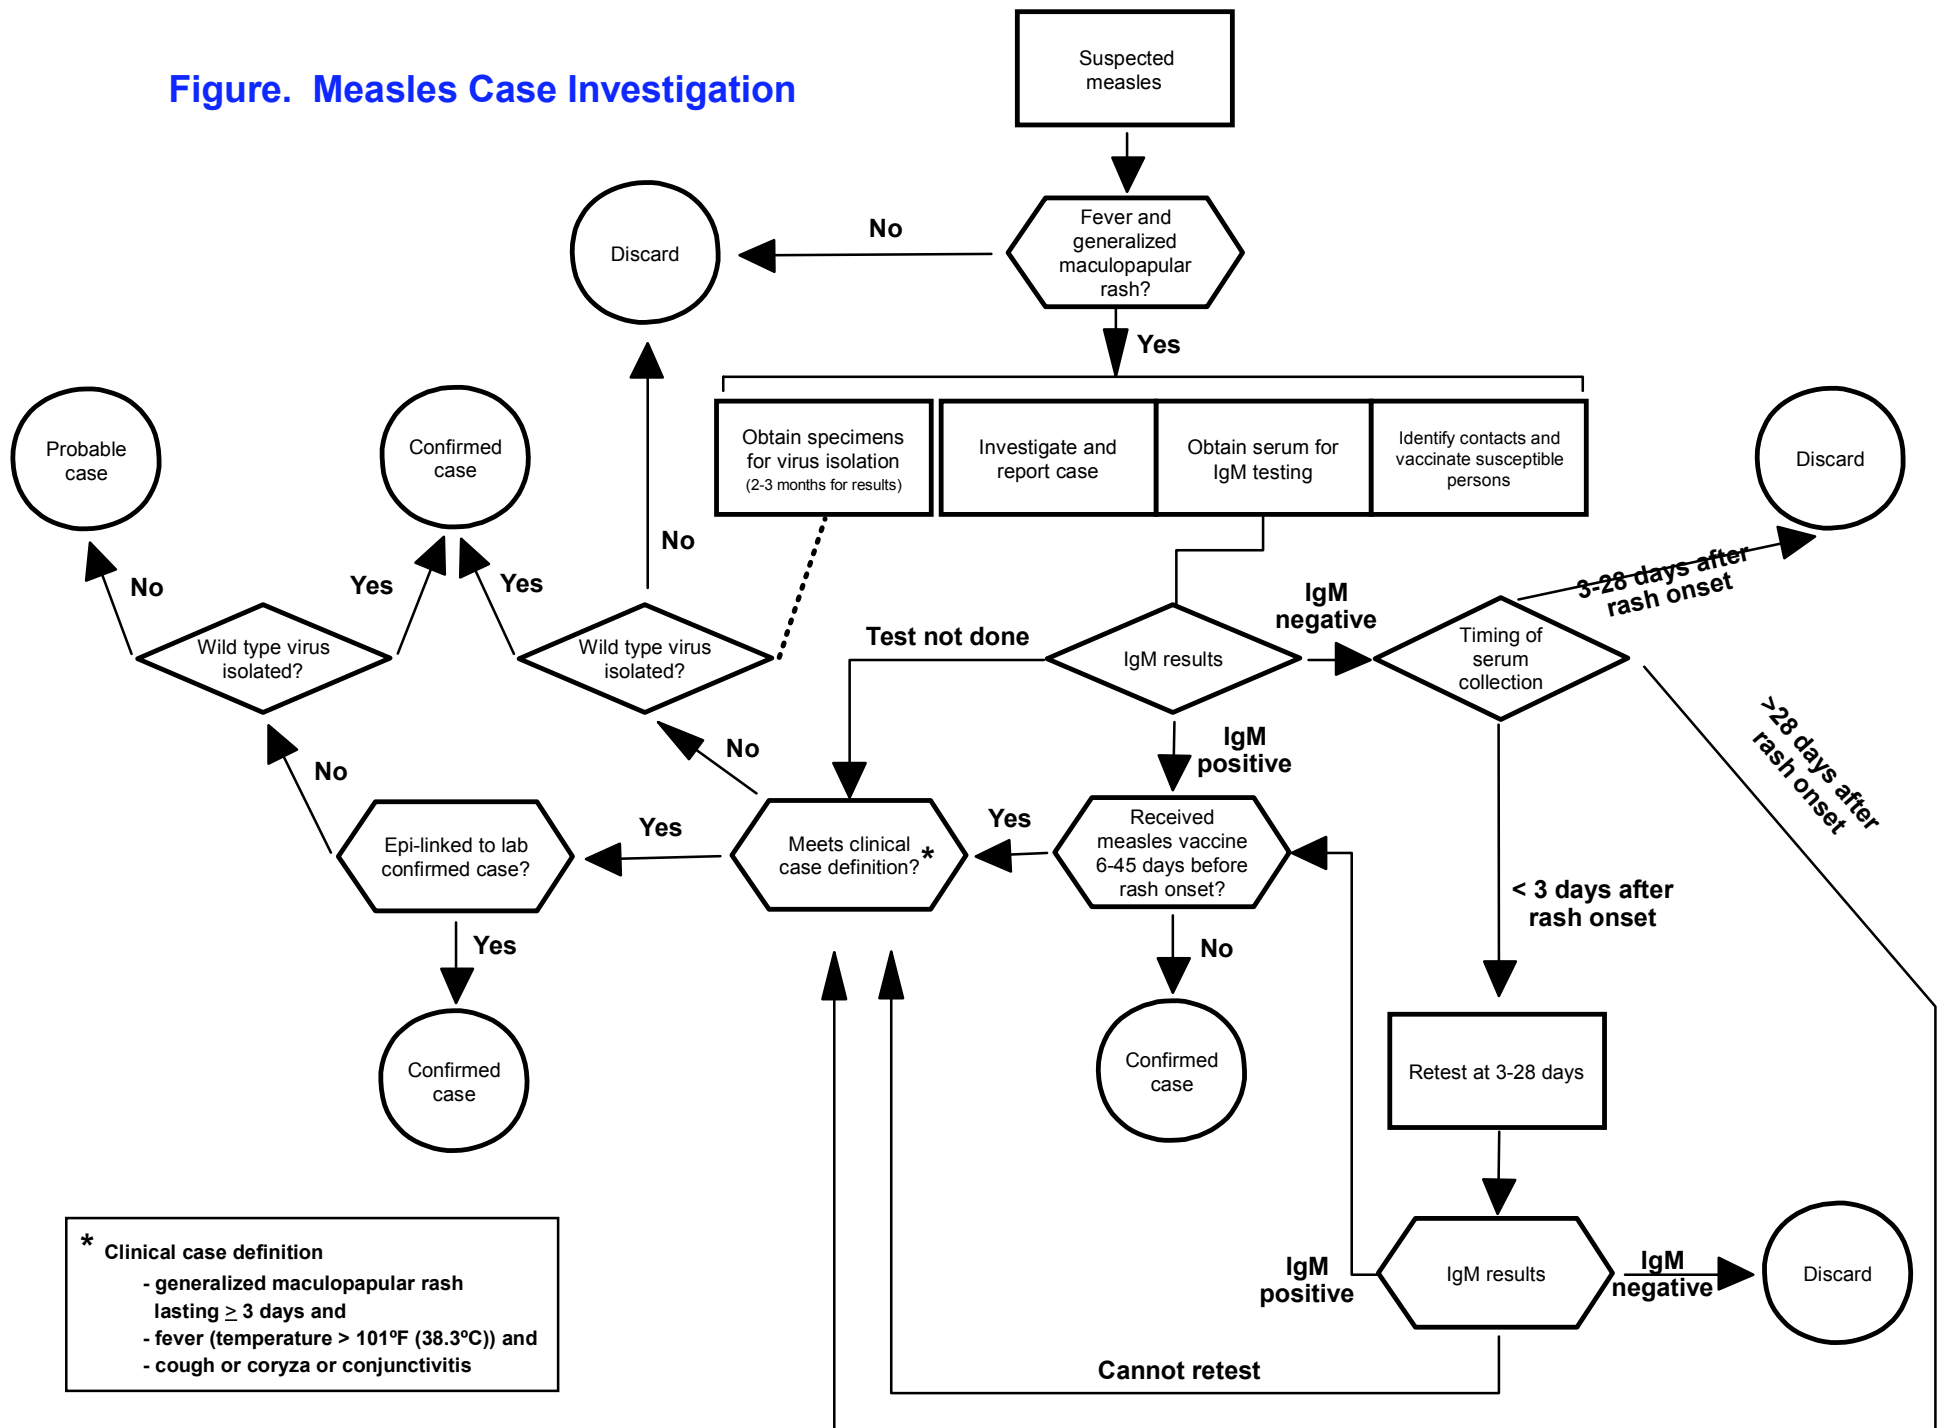 Figure. Measles Case Investigation
Suspected
measles
Fever and
generalized
maculopapular
rash?
No
Discard
Yes
Obtain specimens
for virus isolation
(2-3 months for results)
Investigate and
report case
Obtain serum for
IgM testing
Identify contacts and
vaccinate susceptible
persons
Probable
case
Confirmed
case
Discard
No
Yes
Yes
No
3-28 days after
rash onset
Wild type virus
isolated?
Wild type virus
isolated?
Test not done
IgM results
IgM
negative
Timing of
serum
collection
>28 days after
rash onset
No
No
IgM
positive
Epi-linked to lab
confirmed case?
Yes
Meets clinical
case definition?*
Yes
Received
measles vaccine
6-45 days before
rash onset?
< 3 days after
rash onset
Yes
No
Confirmed
case
Confirmed
case
Retest at 3-28 days
IgM
positive
IgM results
IgM
negative
Discard
Cannot retest
* Clinical case definition
- generalized maculopapular rash
lasting ≥ 3 days and
- fever (temperature > 101ºF (38.3ºC)) and
- cough or coryza or conjunctivitis